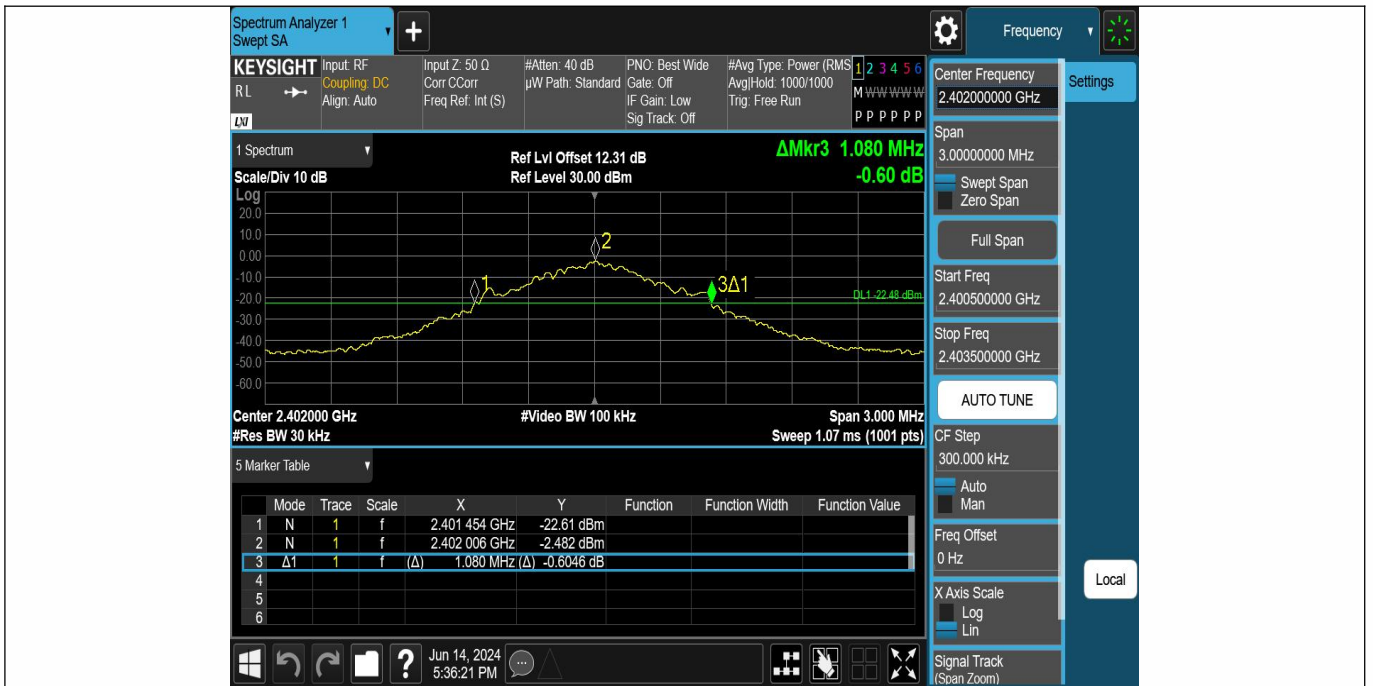 Spectrum Analyzer 1
Swept SA
+
Frequency
KEYSIGHT
RL
LXI
Input: RF
Coupling: DC
Align: Auto
Input Z: 50 Ω
Corr CCorr
Freq Ref: Int (S)
#Atten: 40 dB
µW Path: Standard
PNO: Best Wide
Gate: Off
IF Gain: Low
Sig Track: Off
#Avg Type: Power (RMS
Avg|Hold: 1000/1000
Trig: Free Run
1 2 3 4 5 6
M W W W W W
P P P P P P
1 Spectrum
Scale/Div 10 dB
Ref Lvl Offset 12.31 dB
Ref Level 30.00 dBm
ΔMkr3 1.080 MHz
-0.60 dB
Log
20.0
10.0
0.00
-10.0
-20.0
-30.0
-40.0
-50.0
-60.0
1
2
3Δ1
DL1 -22.48 dBm
Center 2.402000 GHz
#Res BW 30 kHz
#Video BW 100 kHz
Span 3.000 MHz
Sweep 1.07 ms (1001 pts)
5 Marker Table
Mode Trace Scale X Y Function Function Width Function Value
1 N 1 f 2.401 454 GHz -22.61 dBm
2 N 1 f 2.402 006 GHz -2.482 dBm
3 Δ1 1 f (Δ) 1.080 MHz (Δ) -0.6046 dB
4
5
6
?
Jun 14, 2024
5:36:21 PM
Center Frequency
2.402000000 GHz
Span
3.00000000 MHz
Swept Span
Zero Span
Full Span
Start Freq
2.400500000 GHz
Stop Freq
2.403500000 GHz
AUTO TUNE
CF Step
300.000 kHz
Auto
Man
Freq Offset
0 Hz
X Axis Scale
Log
Lin
Signal Track
(Span Zoom)
Settings
Local